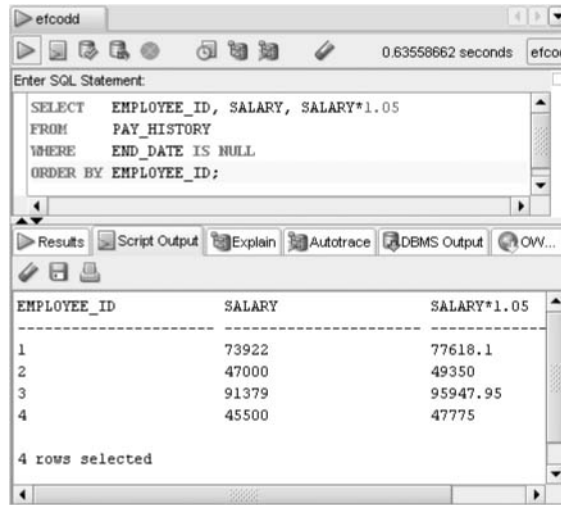 efcodd
0.63558662 seconds efco
Enter SQL Statement:
SELECT EMPLOYEE_ID, SALARY, SALARY*1.05
FROM PAY_HISTORY
WHERE END_DATE IS NULL
ORDER BY EMPLOYEE_ID;
Results Script Output Explain Autotrace DBMS Output OW...
EMPLOYEE_ID SALARY SALARY*1.05
1 73922 77618.1
2 47000 49350
3 91379 95947.95
4 45500 47775
4 rows selected